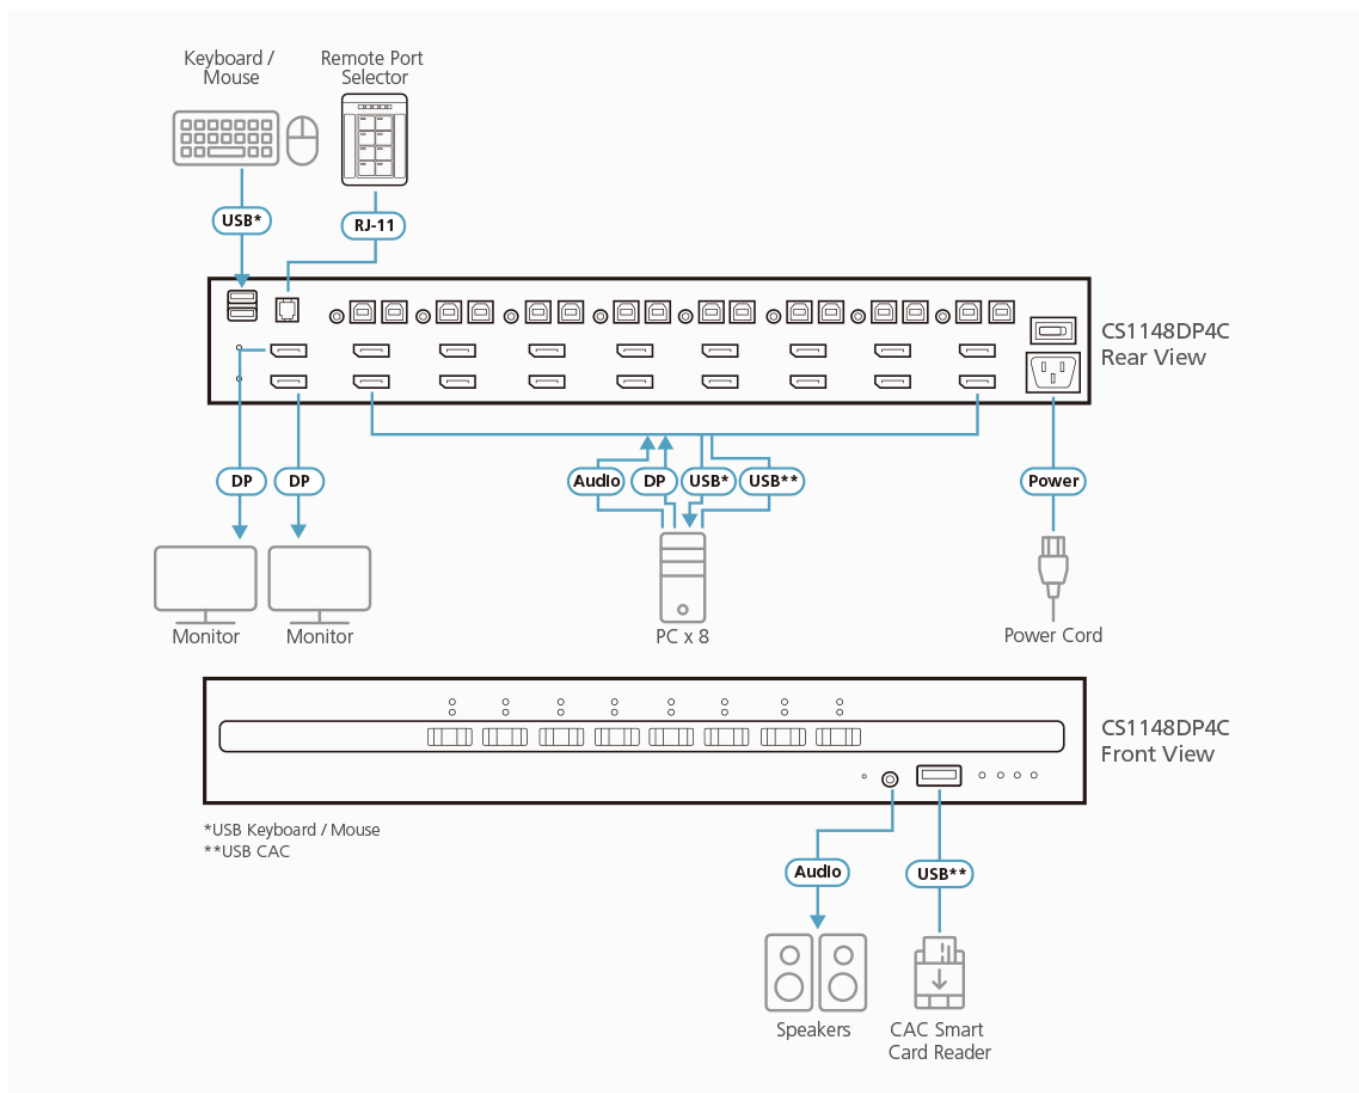 Keyboard /
Mouse
Remote Port
Selector
USB*
RJ-11
CS1148DP4C
Rear View
DP
DP
Audio
DP
USB*
USB**
Power
Monitor
Monitor
PC x 8
Power Cord
CS1148DP4C
Front View
*USB Keyboard / Mouse
**USB CAC
Audio
USB**
Speakers
CAC Smart
Card Reader